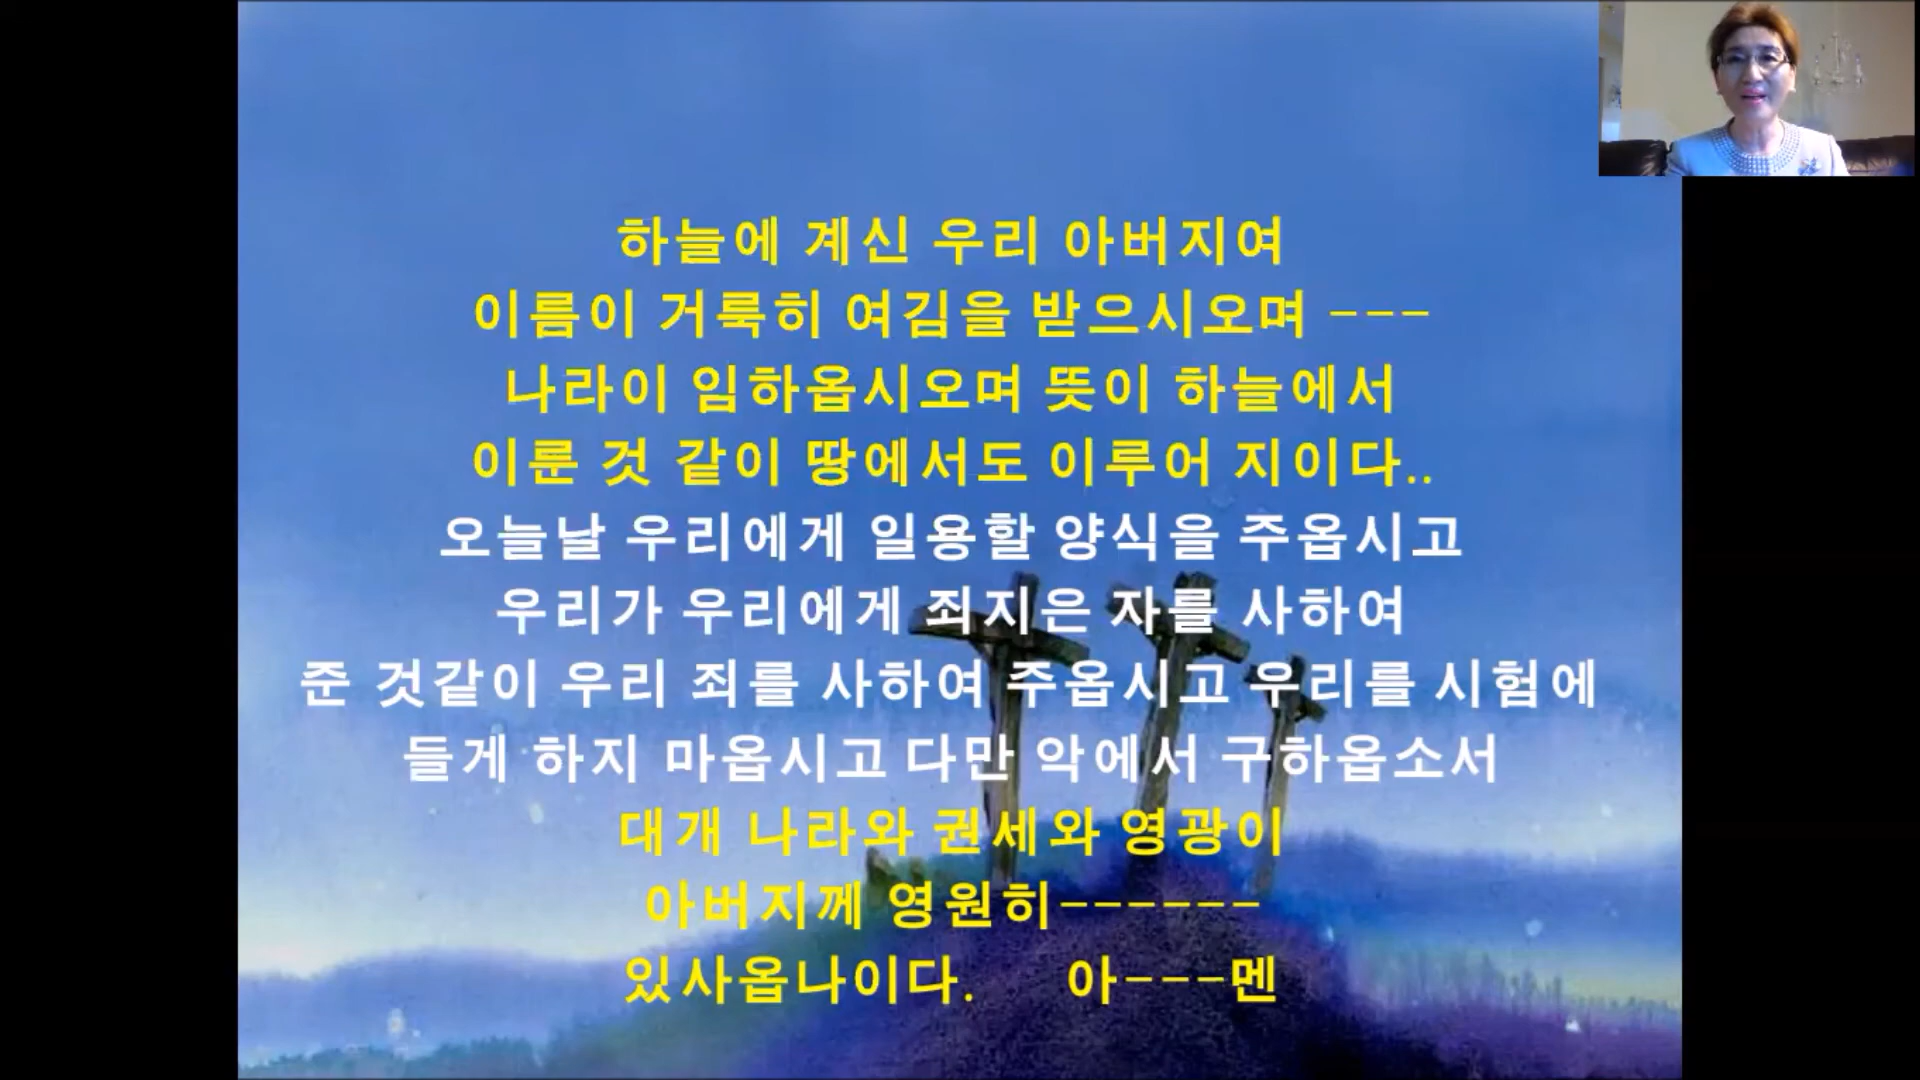 하늘에 계신 우리 아버지여
이름이 거룩히 여김을 받으시오며 ---
나라이 임하옵시오며 뜻이 하늘에서
이룬 것 같이 땅에서도 이루어 지이다..
오늘날 우리에게 일용할 양식을 주옵시고
우리가 우리에게 죄지은 자를 사하여
준 것같이 우리 죄를 사하여 주옵시고 우리를 시험에
들게 하지 마옵시고 다만 악에서 구하옵소서
대개 나라와 권세와 영광이
아버지께 영원히------
있사옵나이다. 아---멘